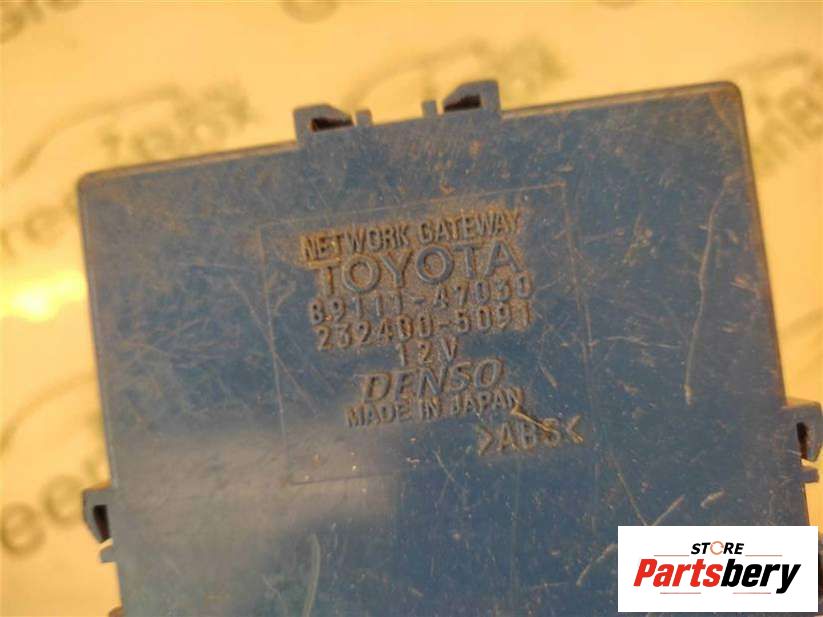 NETWORK GATEWAY
TOYOTA
89111-47030
232400-5091
12V
DENSO
MADE IN JAPAN
>ABS<
STORE
Partsbery